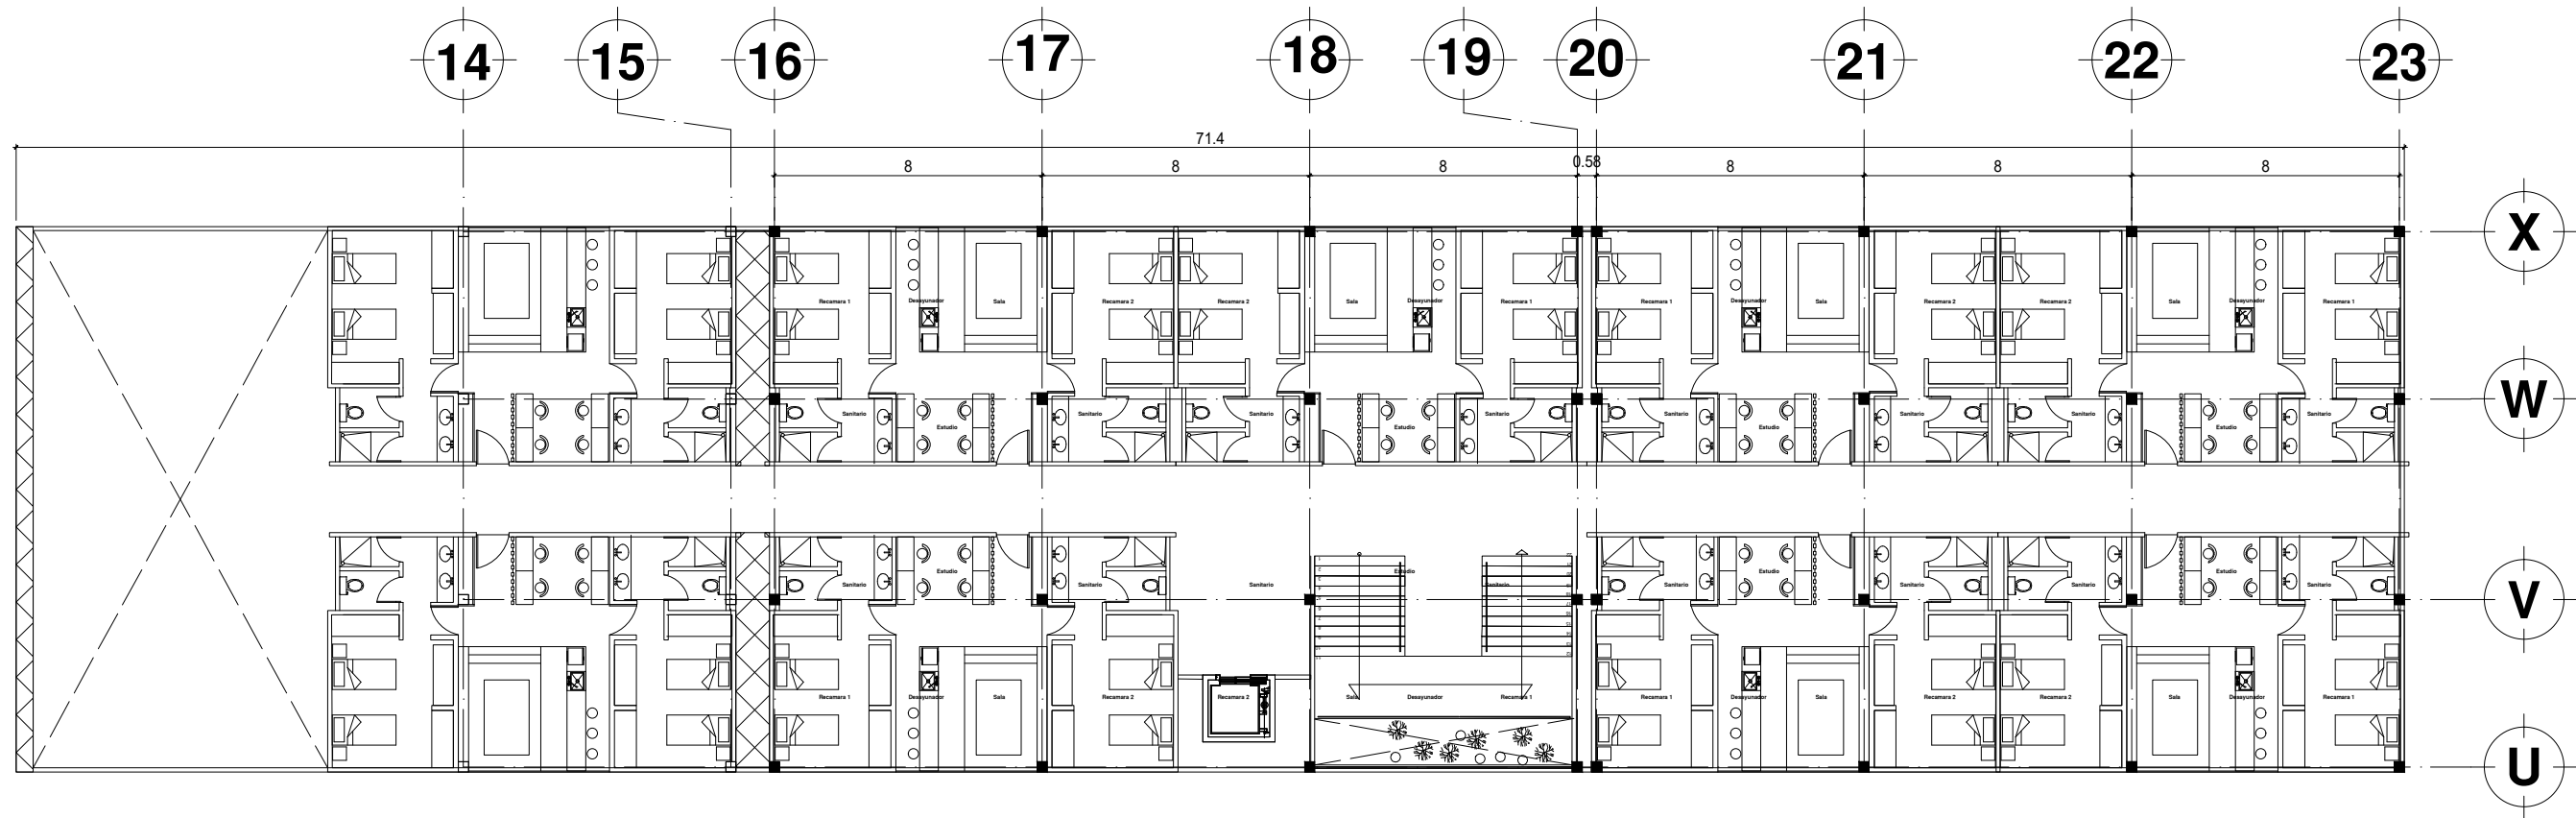 14 15 16 17 18 19 20 21 22 23
71.4
8 8 8 0.58 8 8 8
X
Recamara 1 Desayunador Sala Recamara 2 Recamara 2 Sala Desayunador Recamara 1 Recamara 1 Desayunador Sala Recamara 2 Recamara 2 Sala Desayunador Recamara 1
W
Sanitario Sanitario Sanitario Sanitario Sanitario Sanitario Sanitario Sanitario
Estudio Estudio Estudio Estudio
Estudio Estudio Estudio Estudio
Sanitario Sanitario Sanitario Sanitario Sanitario Sanitario Sanitario Sanitario
V
Recamara 1 Desayunador Sala Recamara 2 Recamara 2 Sala Desayunador Recamara 1 Recamara 1 Desayunador Sala Recamara 2 Recamara 2 Sala Desayunador Recamara 1
U